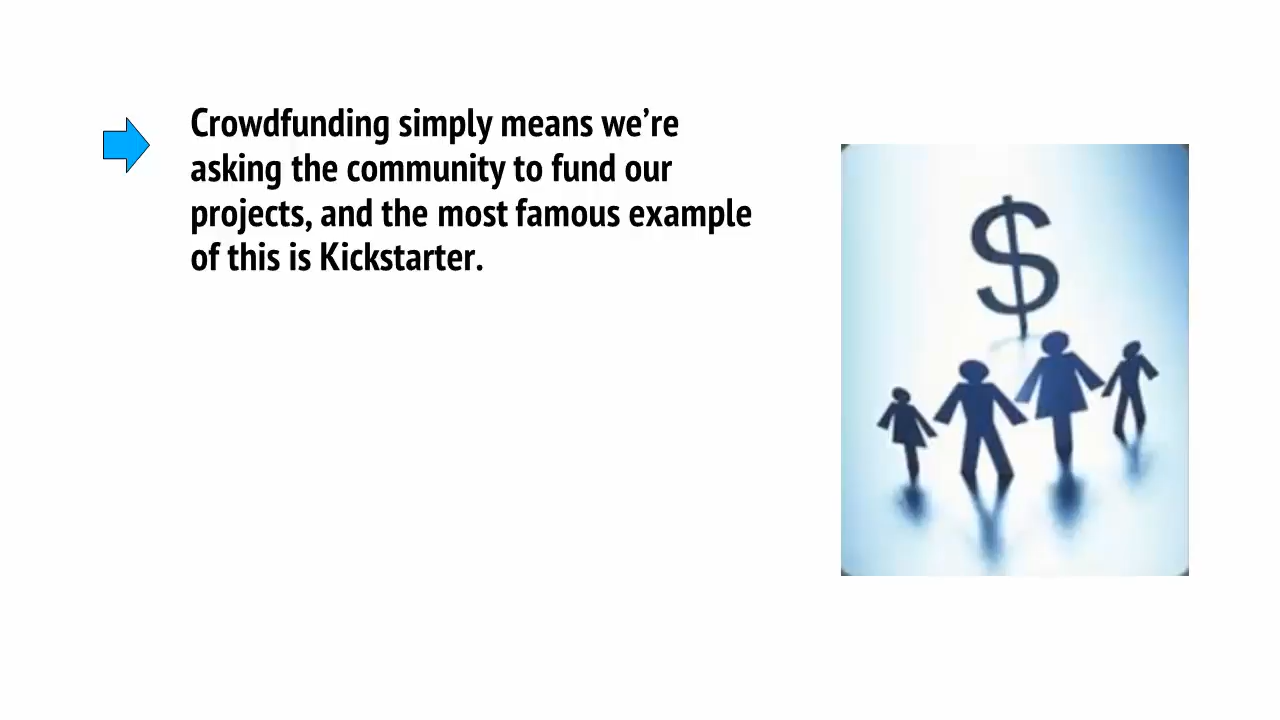 Crowdfunding simply means we’re
asking the community to fund our
projects, and the most famous example
of this is Kickstarter.
$